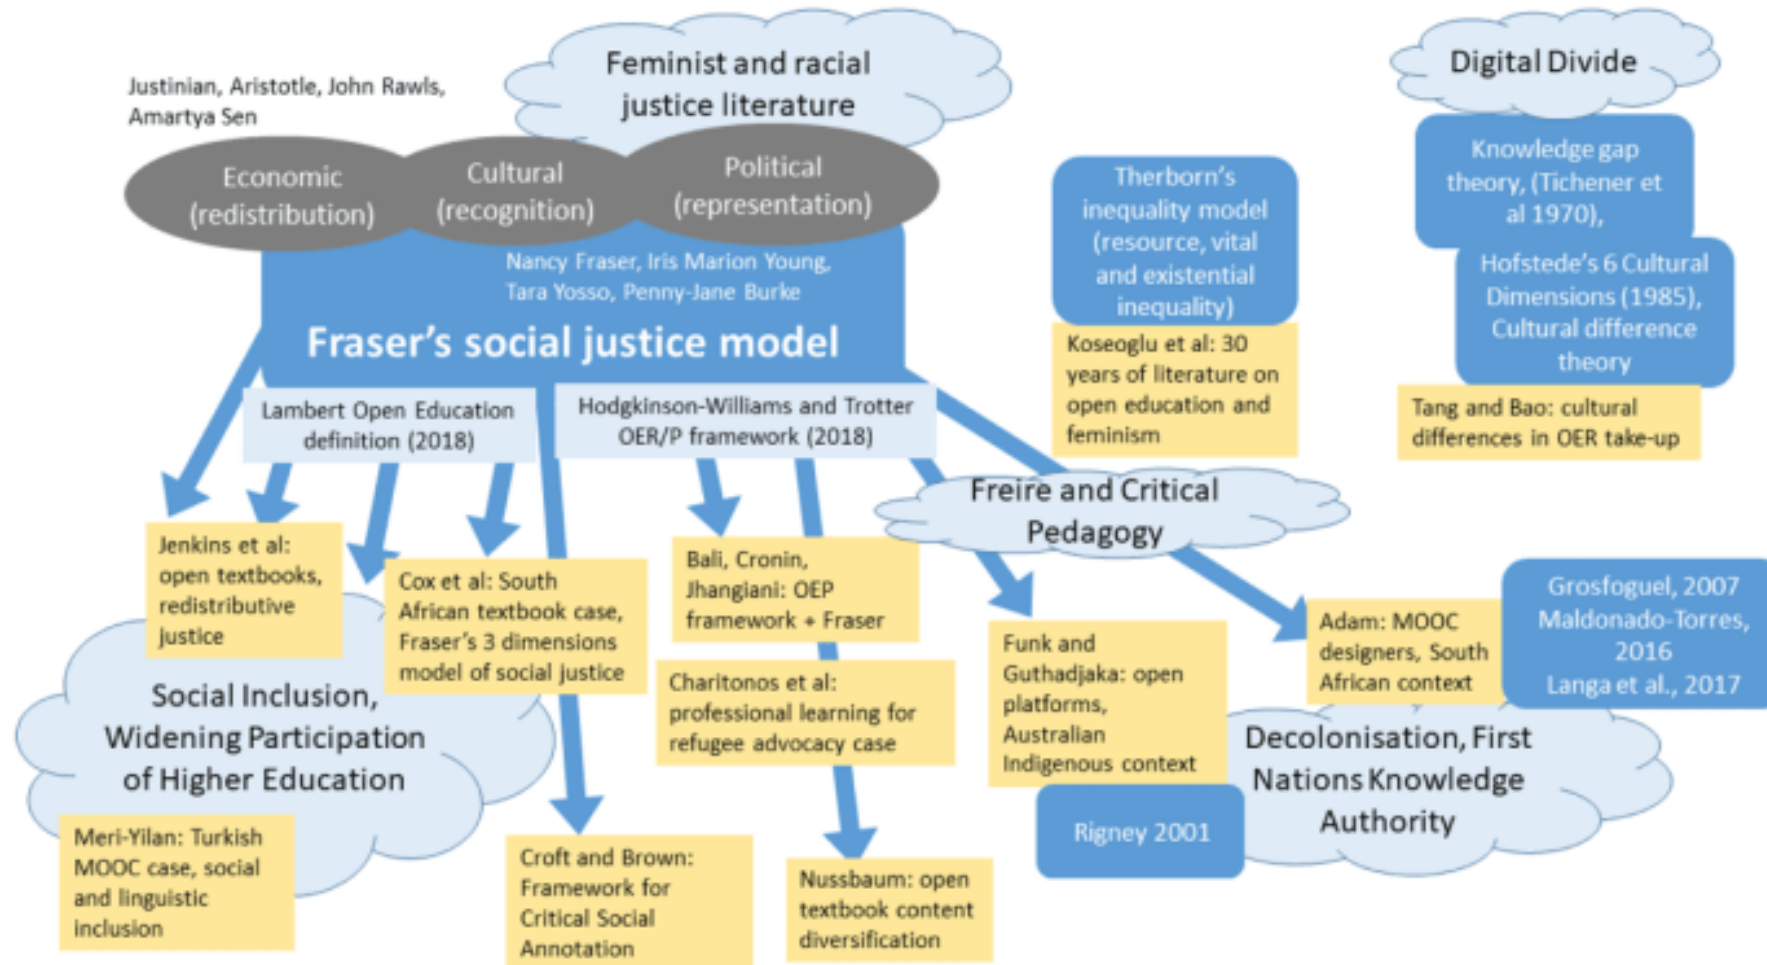 Feminist and racial
justice literature
Digital Divide
Justinian, Aristotle, John Rawls,
Amartya Sen
Economic
(redistribution)
Cultural
(recognition)
Political
(representation)
Nancy Fraser, Iris Marion Young,
Tara Yosso, Penny-Jane Burke
Fraser's social justice model
Therborn's
inequality model
(resource, vital
and existential
inequality)
Koseoglu et al: 30
years of literature on
open education and
feminism
Knowledge gap
theory, (Tichener et
al 1970),
Hofstede's 6 Cultural
Dimensions (1985),
Cultural difference
theory
Tang and Bao: cultural
differences in OER take-up
Lambert Open Education
definition (2018)
Hodgkinson-Williams and Trotter
OER/P framework (2018)
Freire and Critical
Pedagogy
Jenkins et al:
open textbooks,
redistributive
justice
Cox et al: South
African textbook case,
Fraser's 3 dimensions
model of social justice
Bali, Cronin,
Jhangiani: OEP
framework + Fraser
Charitonos et al:
professional learning for
refugee advocacy case
Funk and
Guthadjaka: open
platforms,
Australian
Indigenous context
Adam: MOOC
designers, South
African context
Grosfoguel, 2007
Maldonado-Torres,
2016
Langa et al., 2017
Social Inclusion,
Widening Participation
of Higher Education
Decolonisation, First
Nations Knowledge
Authority
Rigney 2001
Meri-Yilan: Turkish
MOOC case, social
and linguistic
inclusion
Croft and Brown:
Framework for
Critical Social
Annotation
Nussbaum: open
textbook content
diversification